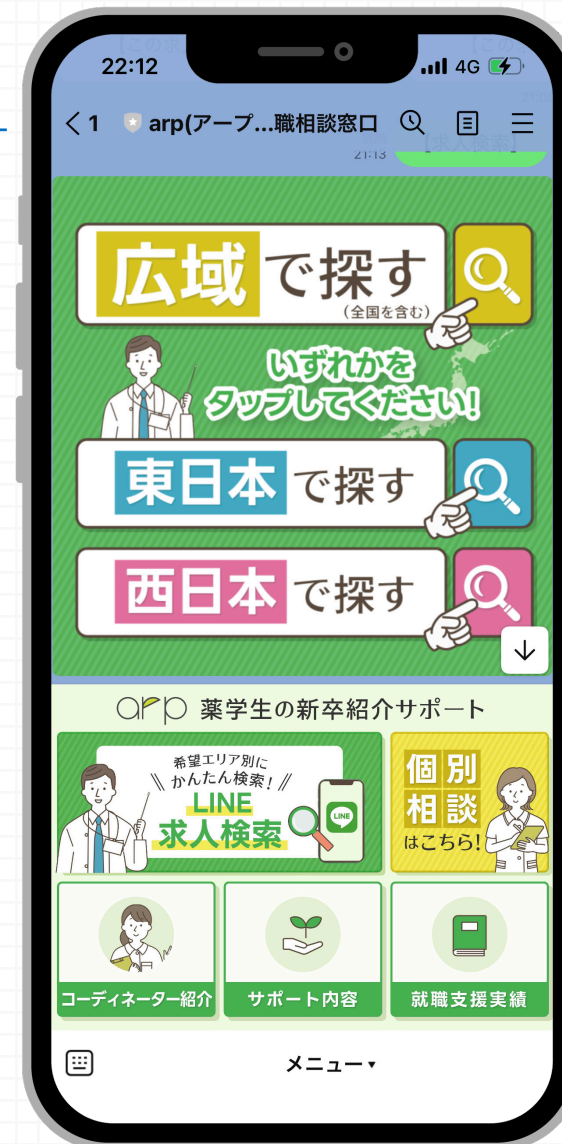 22:12
4G
1
arp(アープ...職相談窓口
21:13
【求人検索】
広域で探す
(全国を含む)
いずれかを
タップしてください!
東日本で探す
西日本で探す
arp 薬学生の新卒紹介サポート
希望エリア別に
かんたん検索!
LINE
求人検索
LINE
個別
相談
はこちら!
コーディネーター紹介
サポート内容
就職支援実績
メニュー